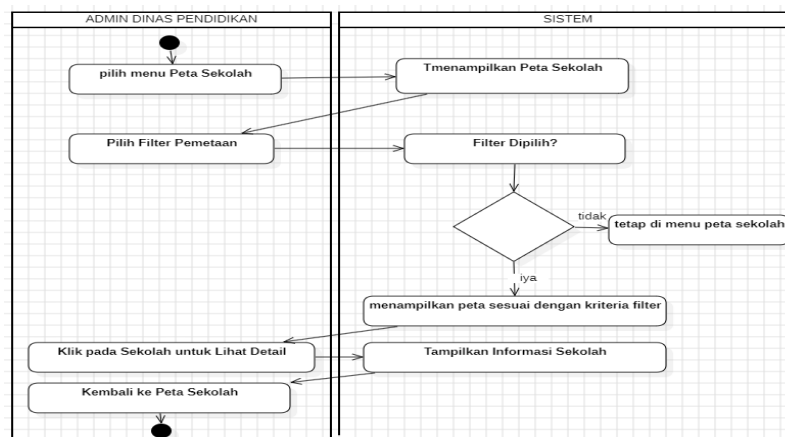 ADMIN DINAS PENDIDIKAN
SISTEM
pilih menu Peta Sekolah
Tmenampilkan Peta Sekolah
Pilih Filter Pemetaan
Filter Dipilih?
tidak
tetap di menu peta sekolah
iya
menampilkan peta sesuai dengan kriteria filter
Klik pada Sekolah untuk Lihat Detail
Tampilkan Informasi Sekolah
Kembali ke Peta Sekolah